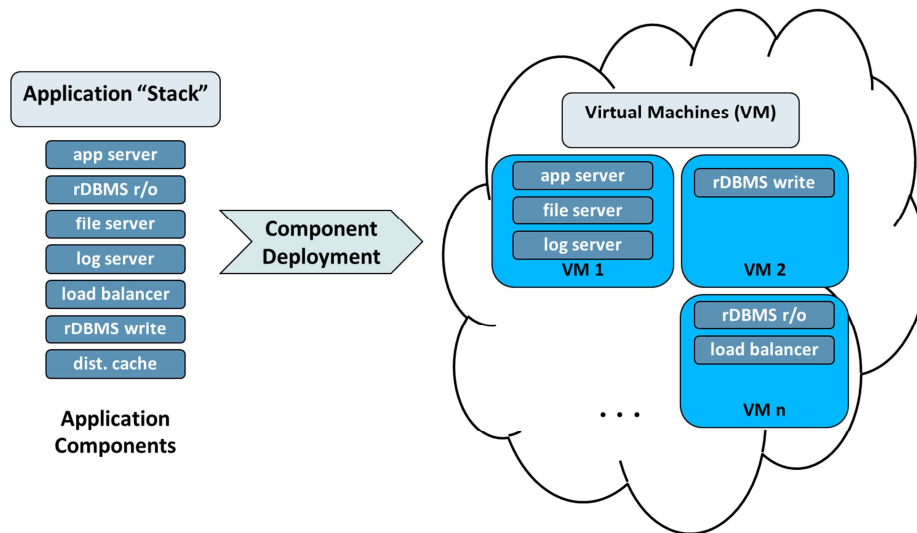 Application “Stack”
app server
rDBMS r/o
file server
log server
load balancer
rDBMS write
dist. cache
Application
Components
Component
Deployment
Virtual Machines (VM)
app server
file server
log server
VM 1
rDBMS write
VM 2
rDBMS r/o
load balancer
VM n
. . .